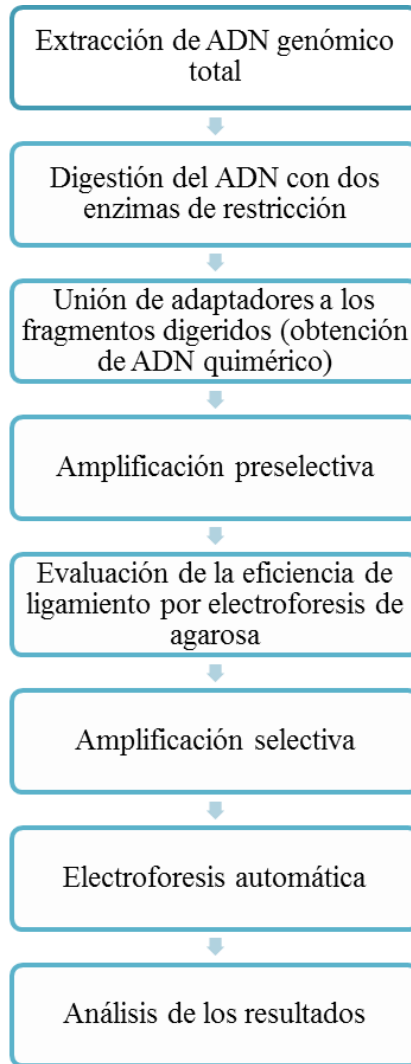 Extracción de ADN genómico
total
Digestión del ADN con dos
enzimas de restricción
Unión de adaptadores a los
fragmentos digeridos (obtención
de ADN quimérico)
Amplificación preselectiva
Evaluación de la eficiencia de
ligamiento por electroforesis de
agarosa
Amplificación selectiva
Electroforesis automática
Análisis de los resultados